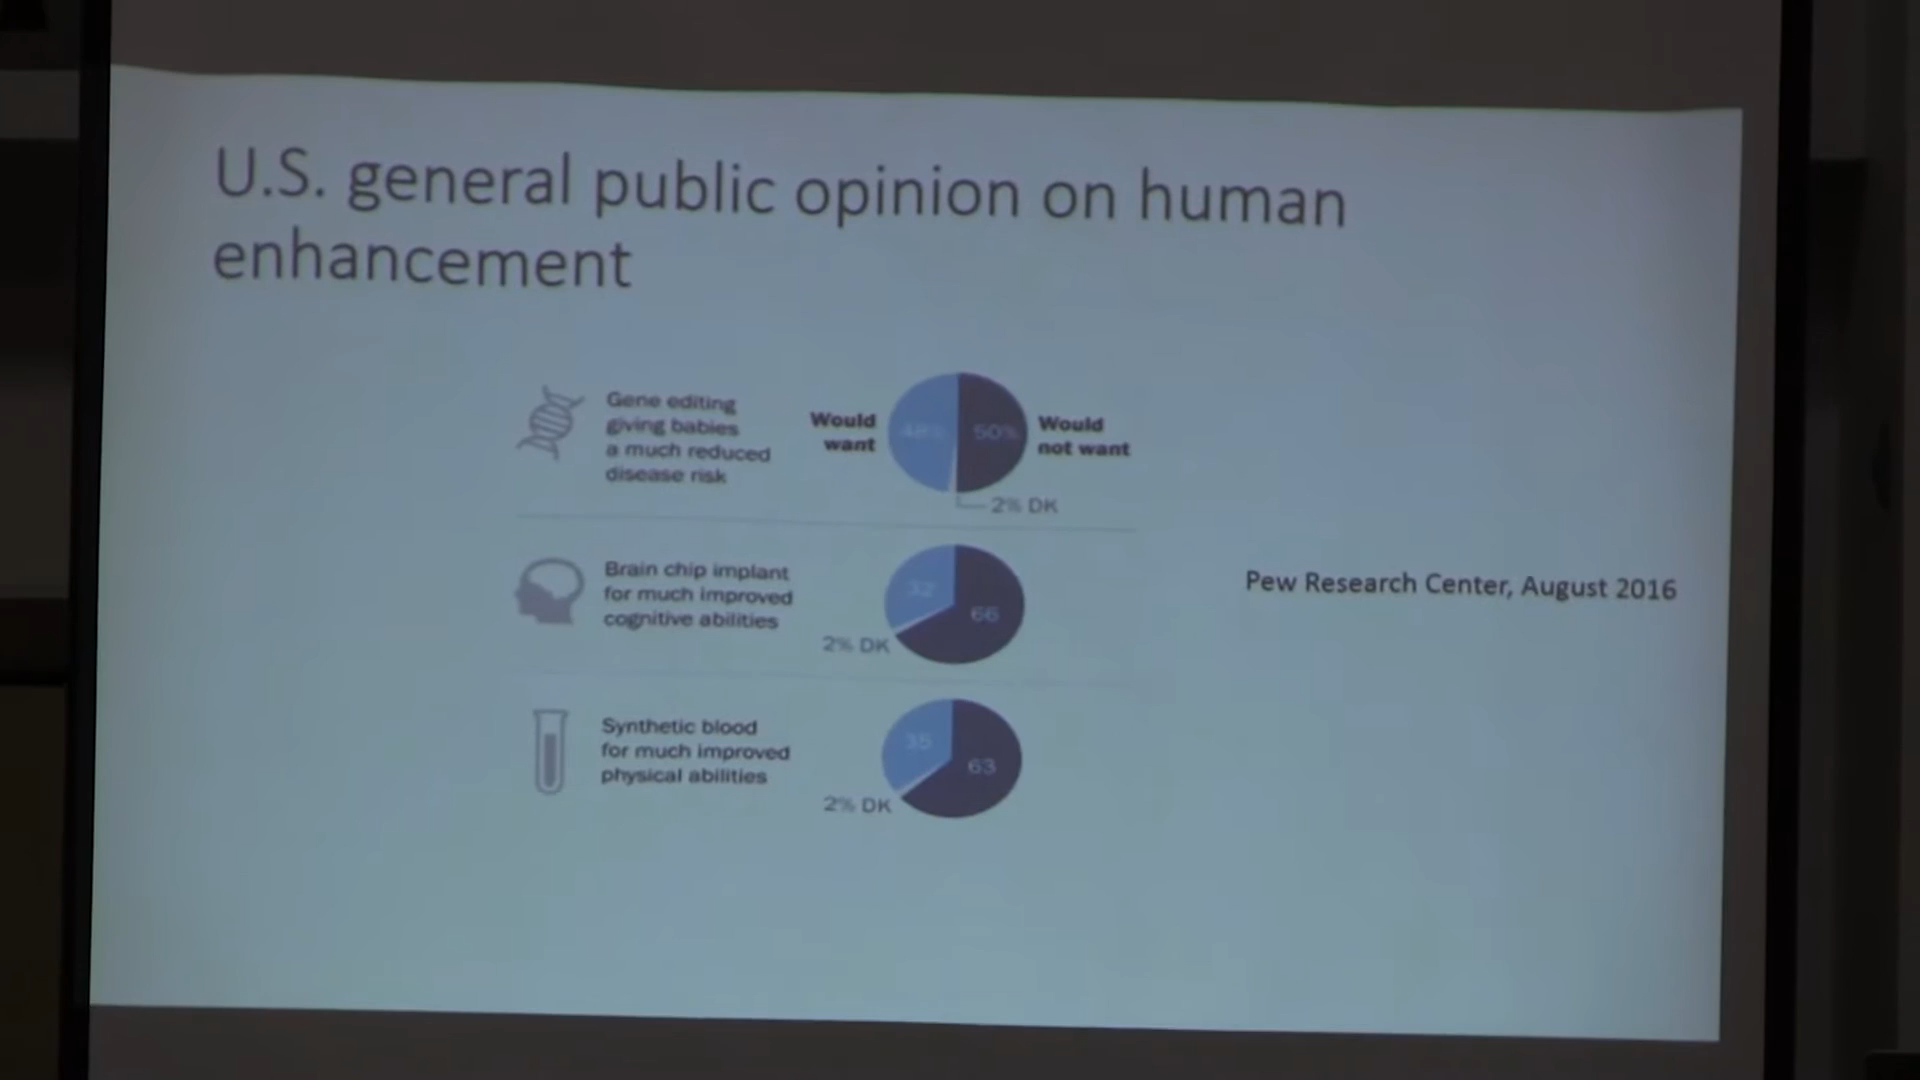 U.S. general public opinion on human
enhancement
Gene editing
giving babies
a much reduced
disease risk
Would
want
48%
50%
Would
not want
2% DK
Brain chip implant
for much improved
cognitive abilities
32
66
2% DK
Pew Research Center, August 2016
Synthetic blood
for much improved
physical abilities
35
63
2% DK